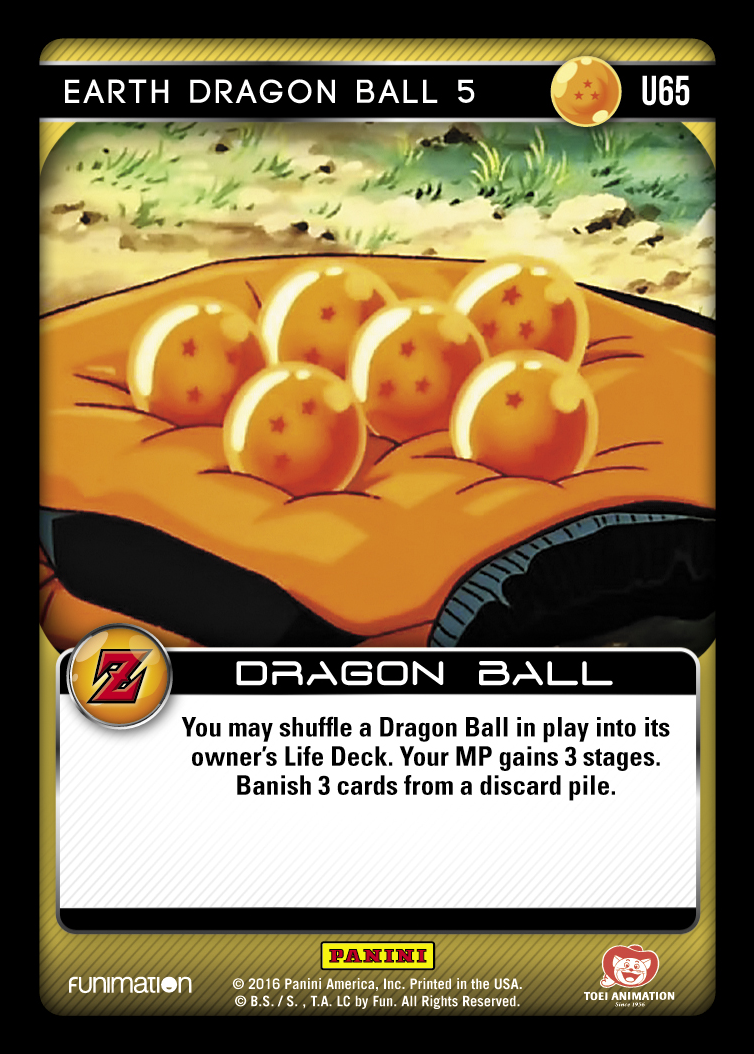 EARTH DRAGON BALL 5
U65
Z
DRAGON BALL
You may shuffle a Dragon Ball in play into its
owner's Life Deck. Your MP gains 3 stages.
Banish 3 cards from a discard pile.
PANINI
FUNIMATION
© 2016 Panini America, Inc. Printed in the USA.
© B.S. / S. , T.A. LC by Fun. All Rights Reserved.
TOEI ANIMATION
Since 1956